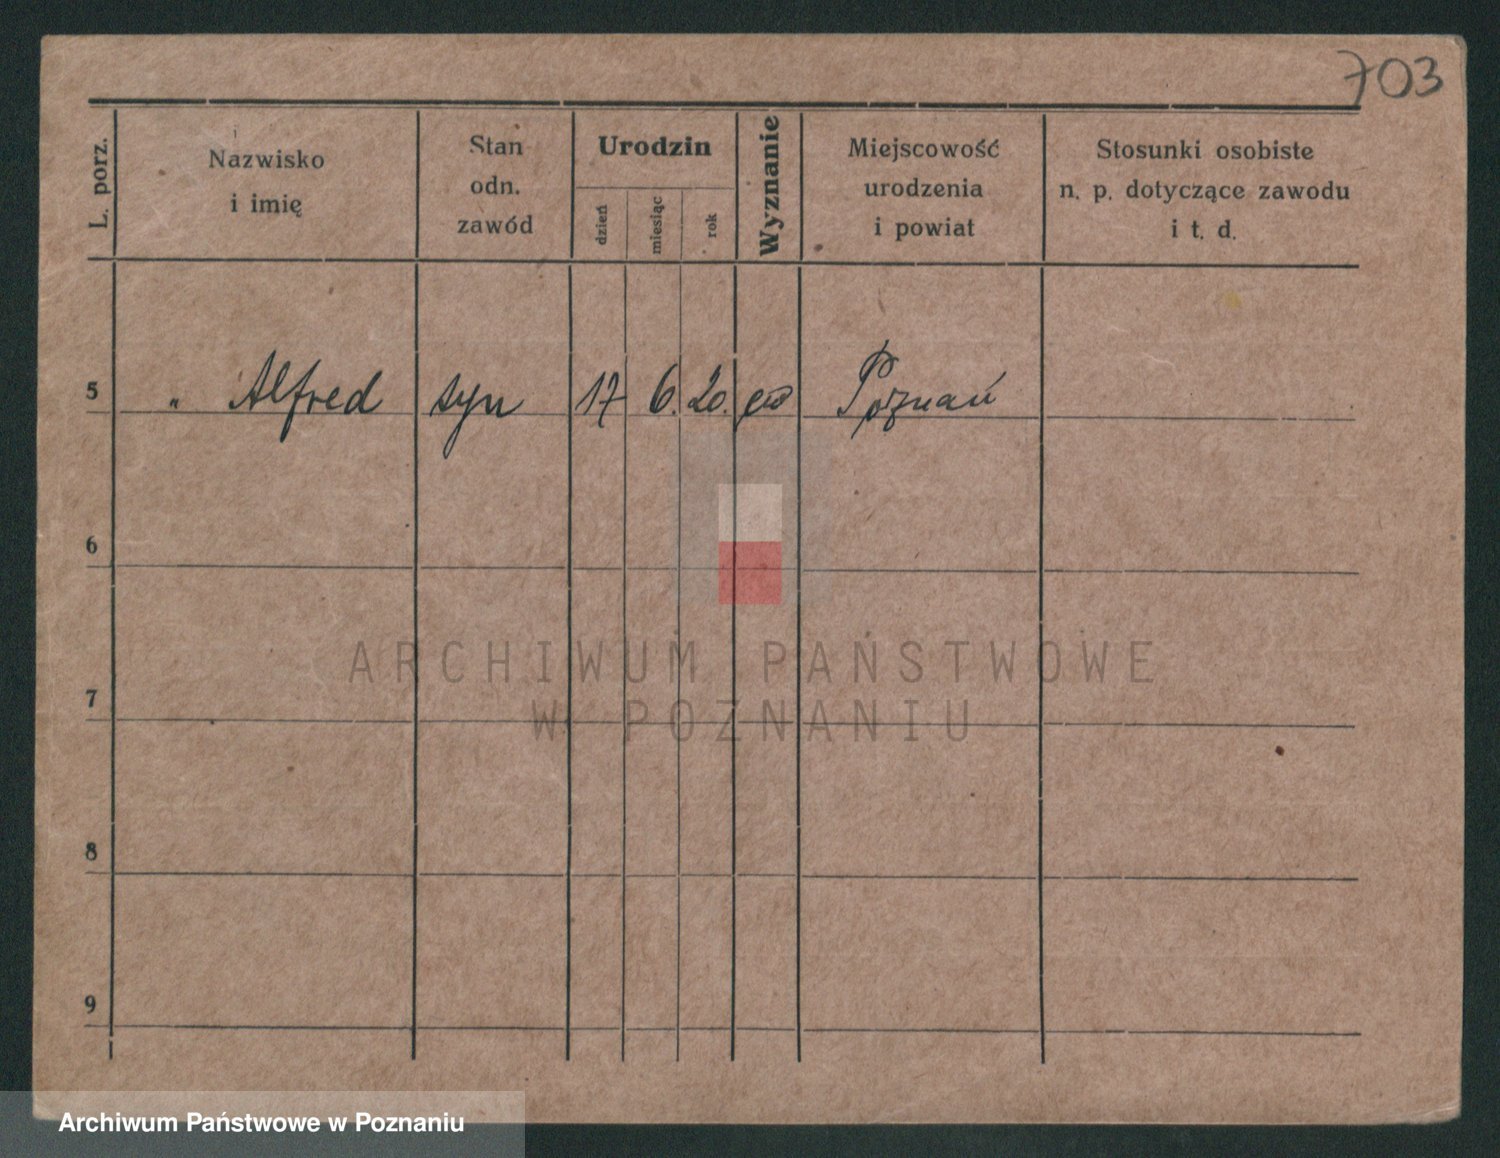 703
L. porz.
Nazwisko
i imię
Stan
odn.
zawód
Urodzin
dzień
miesiąc
rok
Wyznanie
Miejscowość
urodzenia
i powiat
Stosunki osobiste
n. p. dotyczące zawodu
i t. d.
5 " Alfred syn 17 6. 20. Poznań
6
7
8
9
ARCHIWUM PAŃSTWOWE
W POZNANIU
Archiwum Państwowe w Poznaniu